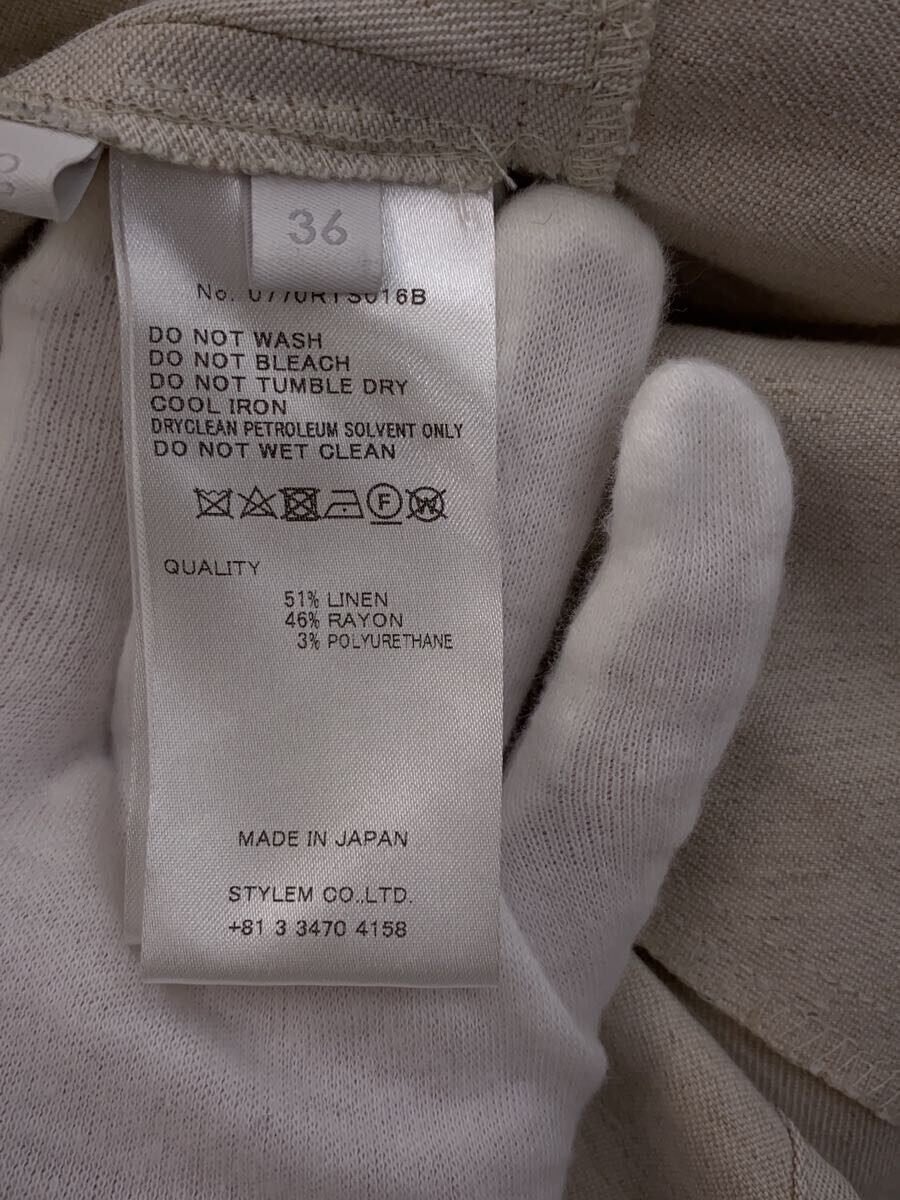 36
No. 0770RTS016B
DO NOT WASH
DO NOT BLEACH
DO NOT TUMBLE DRY
COOL IRON
DRYCLEAN PETROLEUM SOLVENT ONLY
DO NOT WET CLEAN
F W
QUALITY
51% LINEN
46% RAYON
3% POLYURETHANE
MADE IN JAPAN
STYLEM CO.,LTD.
+81 3 3470 4158